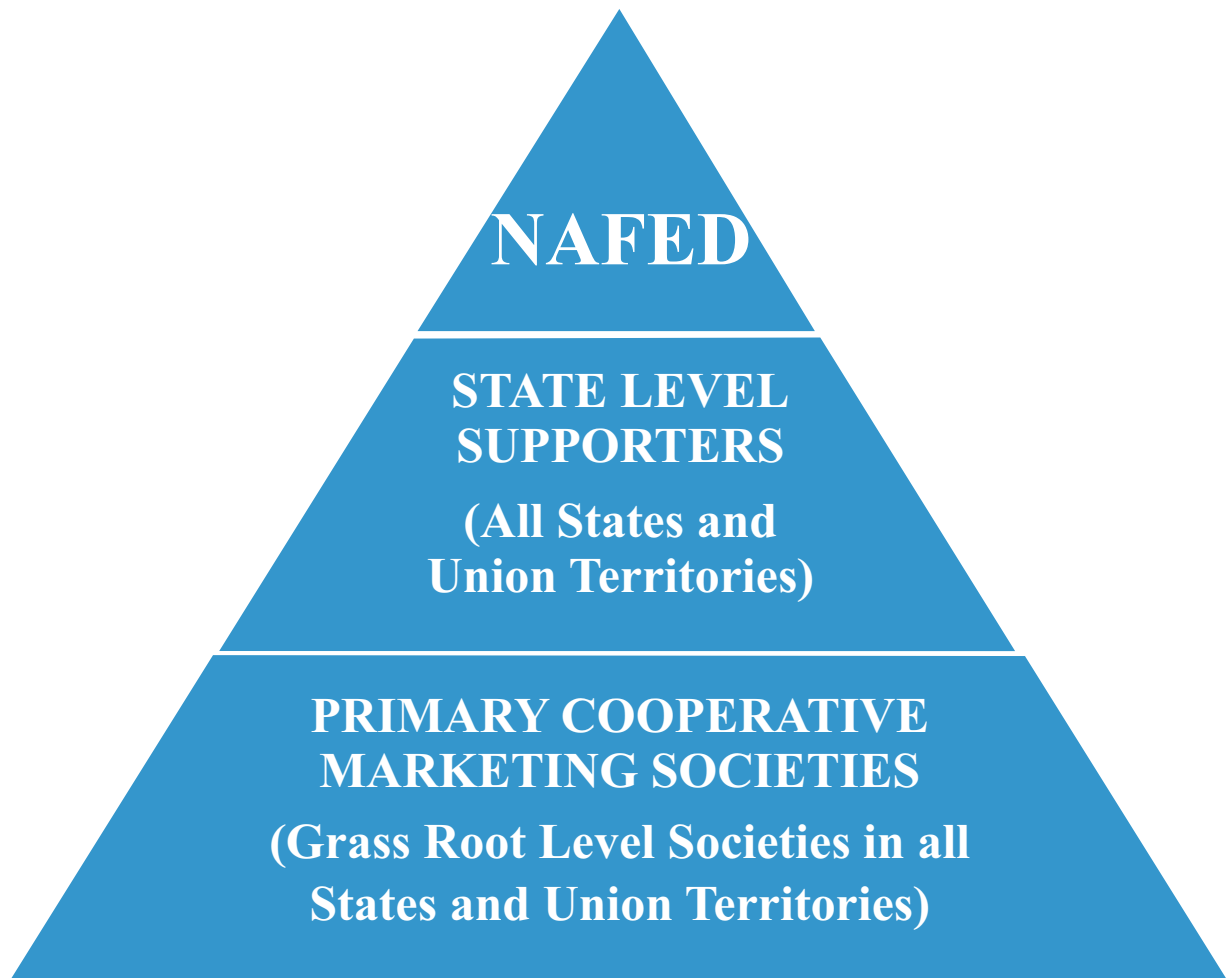 NAFED
STATE LEVEL
SUPPORTERS
(All States and
Union Territories)
PRIMARY COOPERATIVE
MARKETING SOCIETIES
(Grass Root Level Societies in all
States and Union Territories)